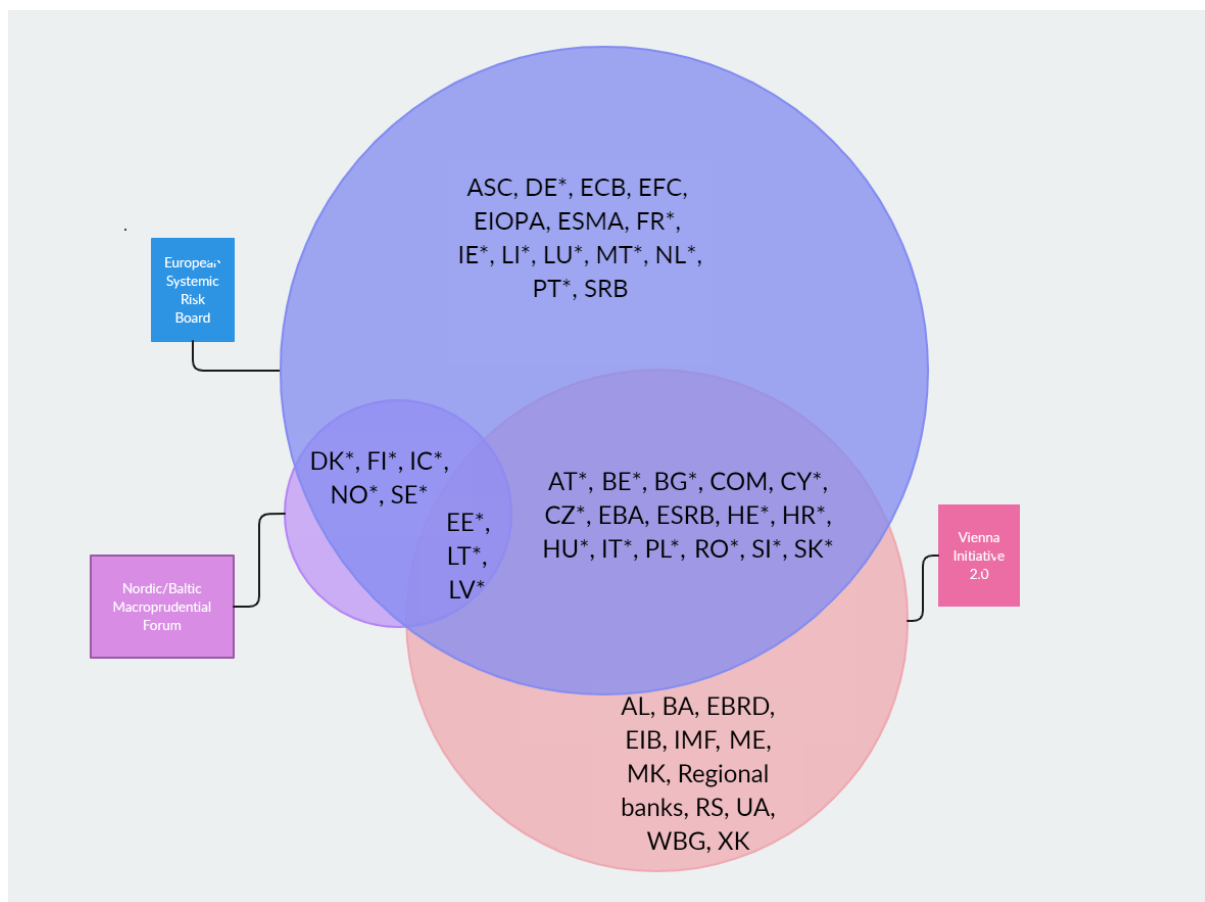 ASC, DE*, ECB, EFC,
EIOPA, ESMA, FR*,
IE*, LI*, LU*, MT*, NL*,
PT*, SRB
European
Systemic
Risk
Board
DK*, FI*, IC*,
NO*, SE*
EE*,
LT*,
LV*
AT*, BE*, BG*, COM, CY*,
CZ*, EBA, ESRB, HE*, HR*,
HU*, IT*, PL*, RO*, SI*, SK*
Vienna
Initiative
2.0
Nordic/Baltic
Macroprudential
Forum
AL, BA, EBRD,
EIB, IMF, ME,
MK, Regional
banks, RS, UA,
WBG, XK